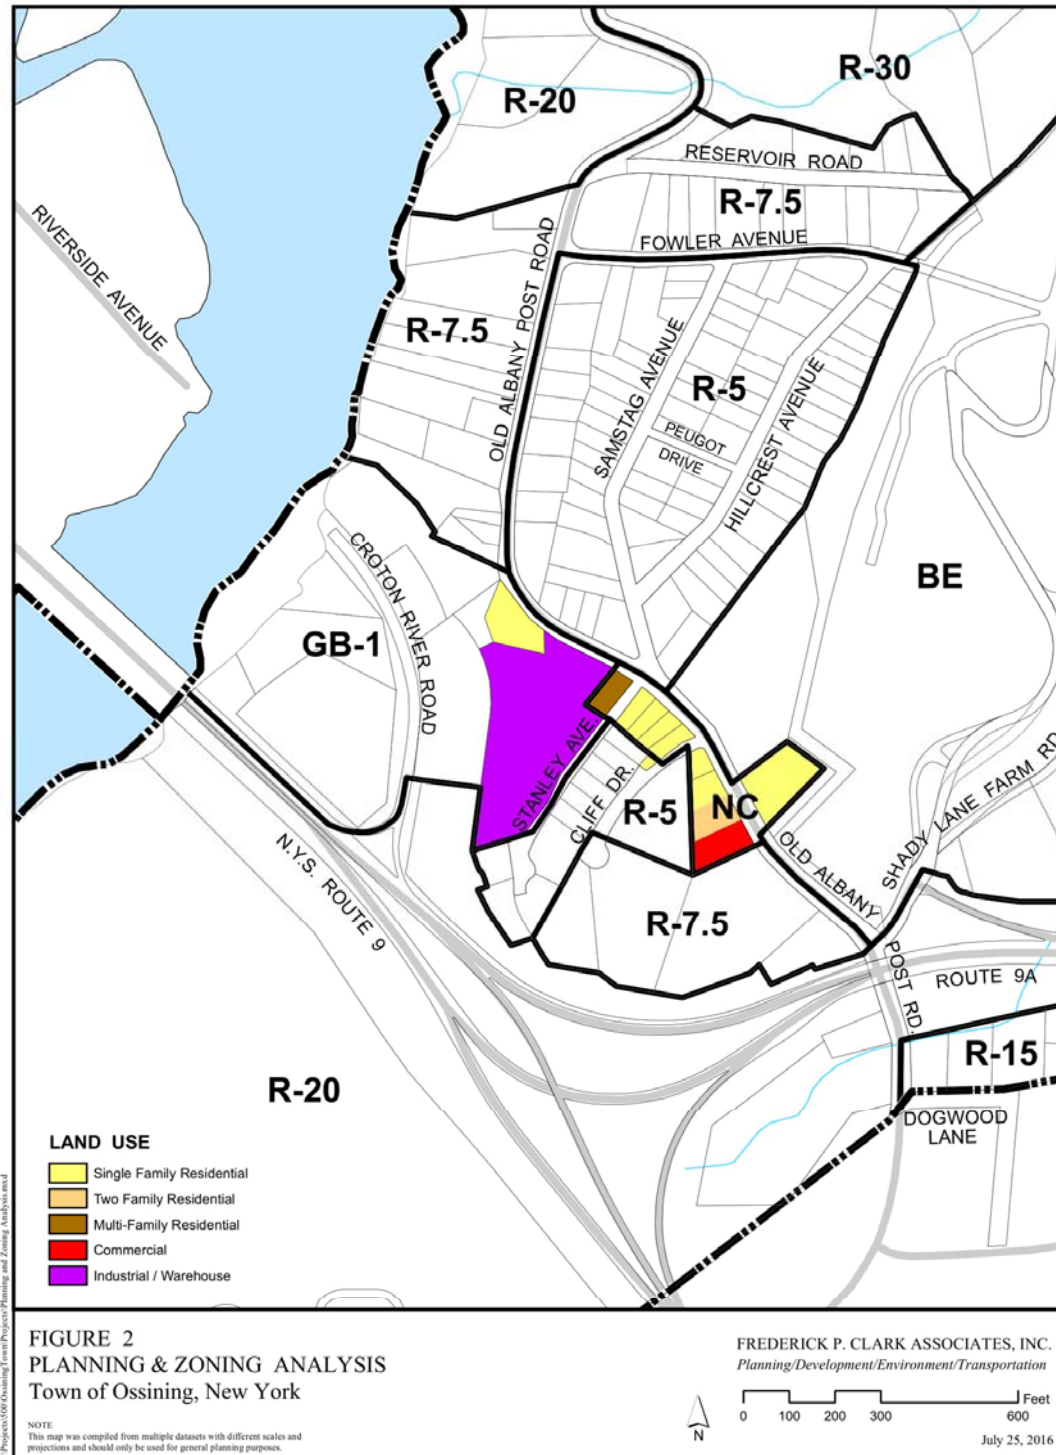 R-30
R-20
RESERVOIR ROAD
R-7.5
FOWLER AVENUE
RIVERSIDE AVENUE
OLD ALBANY POST ROAD
R-7.5
SAMSTAG AVENUE
R-5
PEUGOT
DRIVE
HILLCREST AVENUE
CROTON RIVER ROAD
BE
GB-1
STANLEY AVE.
CLIFF DR.
R-5
NC
SHADY LANE FARM RD
OLD ALBANY
POST RD.
N.Y.S. ROUTE 9
R-7.5
ROUTE 9A
R-15
R-20
DOGWOOD
LANE
LAND USE
Single Family Residential
Two Family Residential
Multi-Family Residential
Commercial
Industrial / Warehouse
FIGURE 2
PLANNING & ZONING ANALYSIS
Town of Ossining, New York
NOTE
This map was compiled from multiple datasets with different scales and
projections and should only be used for general planning purposes.
FREDERICK P. CLARK ASSOCIATES, INC.
Planning/Development/Environment/Transportation
Feet
0 100 200 300 600
N
July 25, 2016